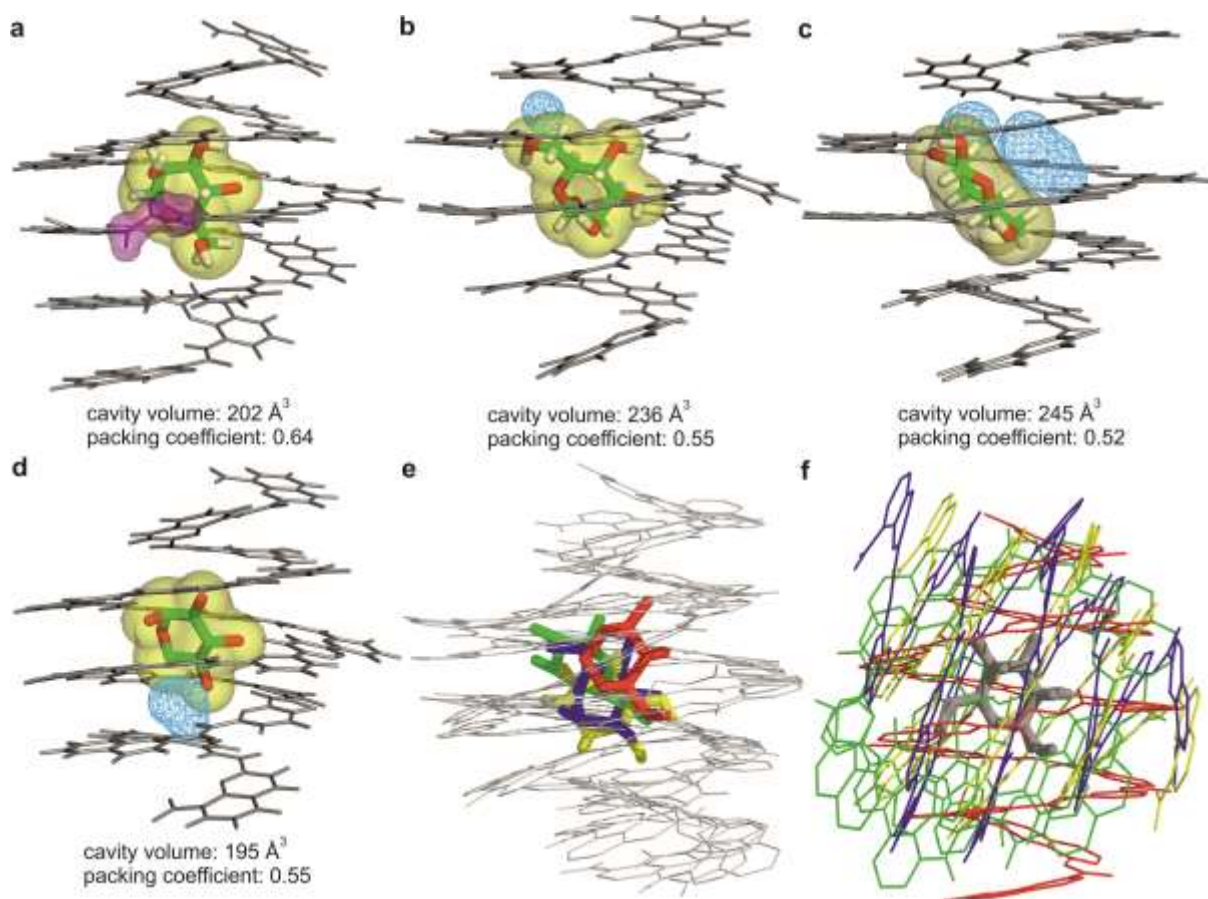 a
b
c
cavity volume: 202 Å³
packing coefficient: 0.64
cavity volume: 236 Å³
packing coefficient: 0.55
cavity volume: 245 Å³
packing coefficient: 0.52
d
e
f
cavity volume: 195 Å³
packing coefficient: 0.55